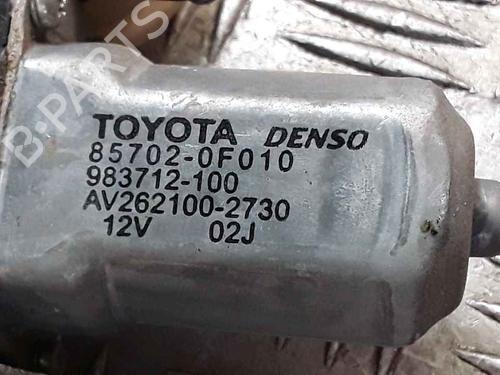 B-PARTS
TOYOTA DENSO
85702-0F010
983712-100
AV262100-2730
12V 02J